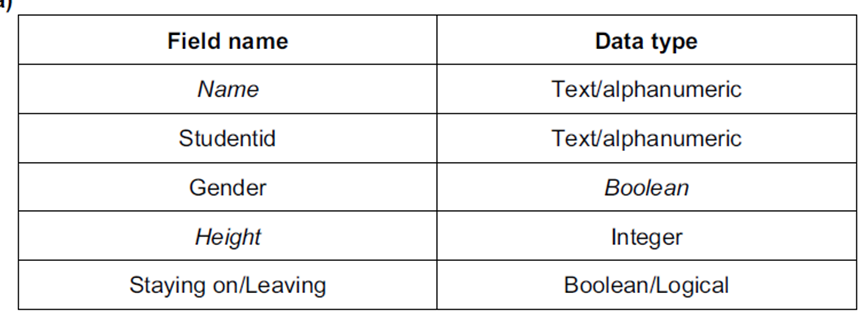 a)
Field name Data type
Name Text/alphanumeric
Studentid Text/alphanumeric
Gender Boolean
Height Integer
Staying on/Leaving Boolean/Logical